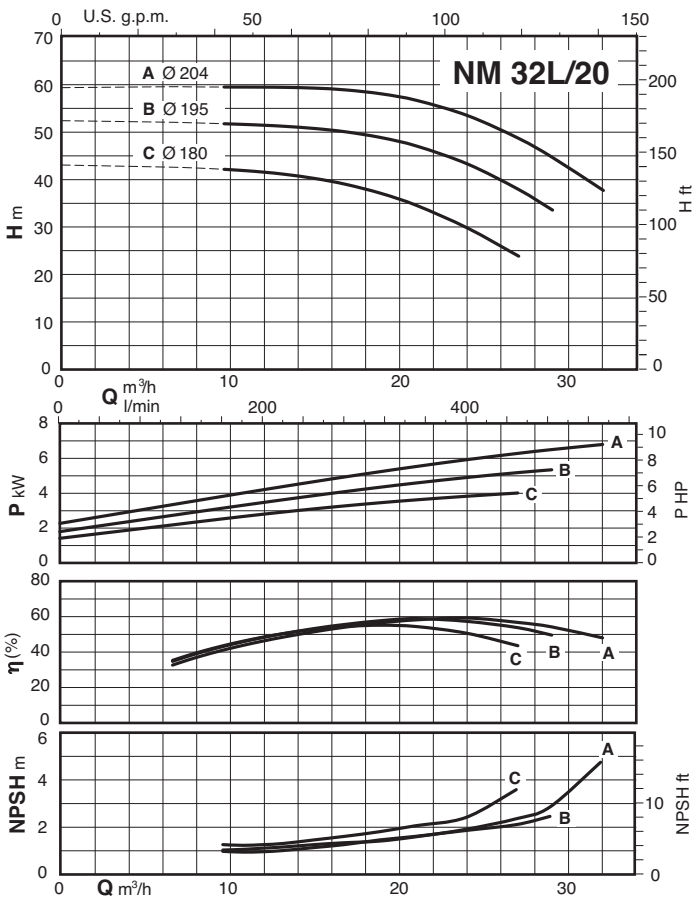 0 U.S. g.p.m. 50 100 150
NM 32L/20
A Ø 204
B Ø 195
C Ø 180
70
60
50
40
30
20
10
0
H m
200
150
100
50
0
H ft
0 10 20 30
Q m³/h
l/min
0 200 400
8
6
4
2
0
P kW
A
B
C
10
8
6
4
2
0
P HP
80
60
40
20
0
η (%)
C B A
6
4
2
0
NPSH m
A
C
B
10
0
NPSH ft
0 Q m³/h 10 20 30